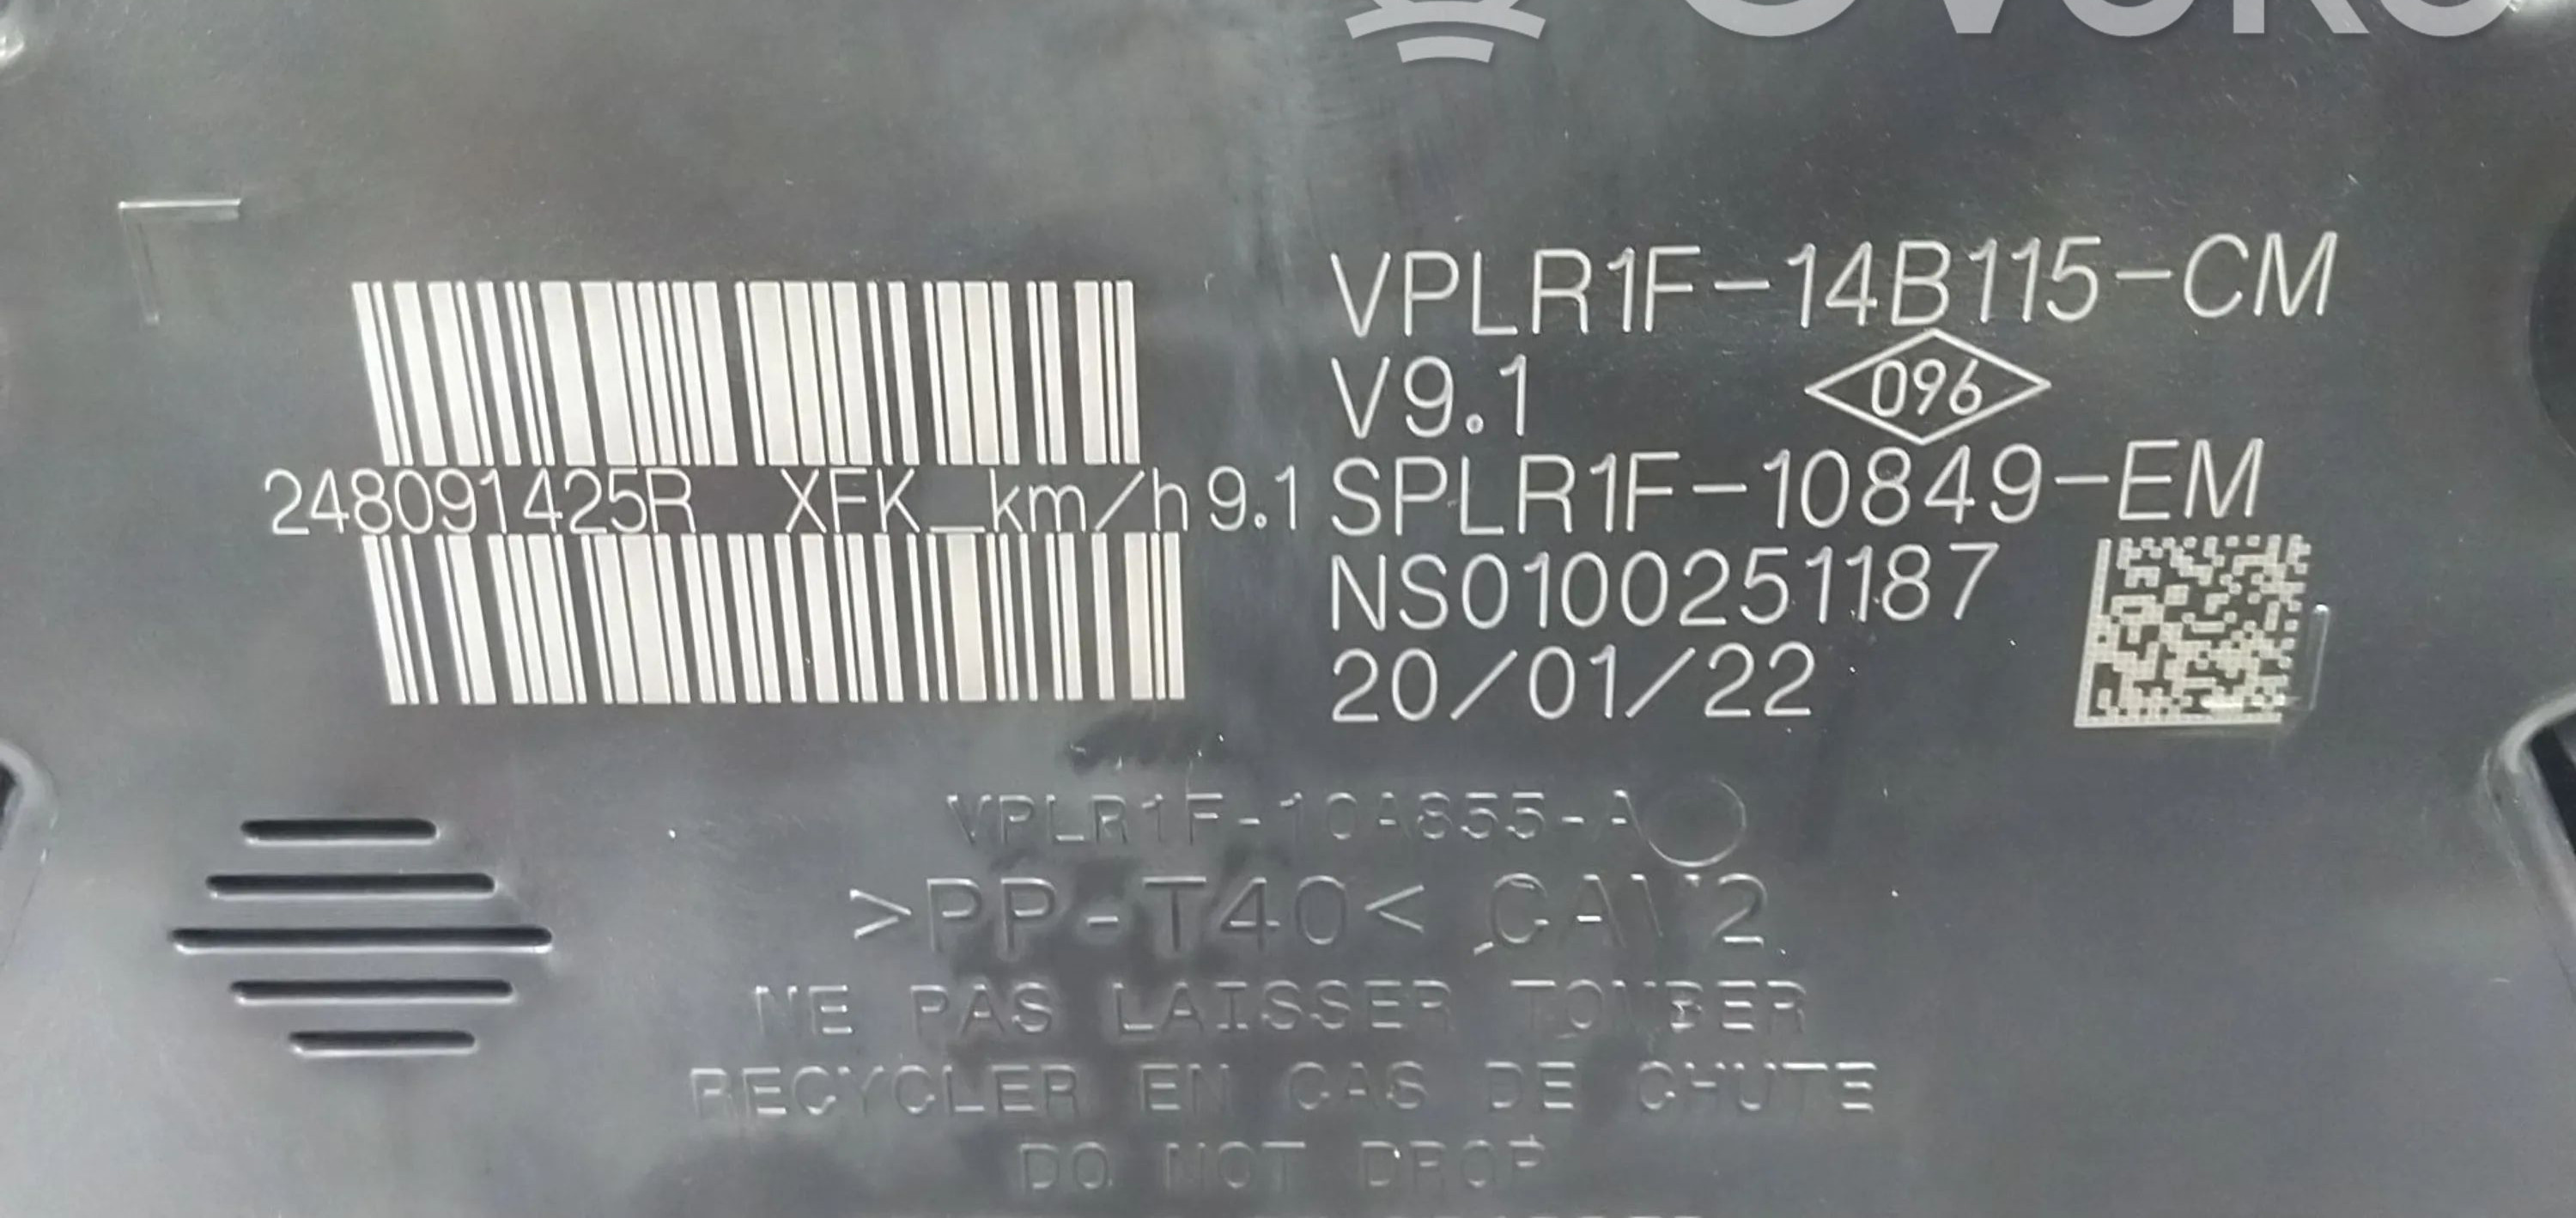 VPLR1F-14B115-CM
V9.1
096
248091425R XFK_km/h 9.1
SPLR1F-10849-EM
NS0100251187
20/01/22
VPLR1F-10A855-A
>PP-T40< CAV2
NE PAS LAISSER TOMBER
RECYCLER EN CAS DE CHUTE
DO NOT DROP